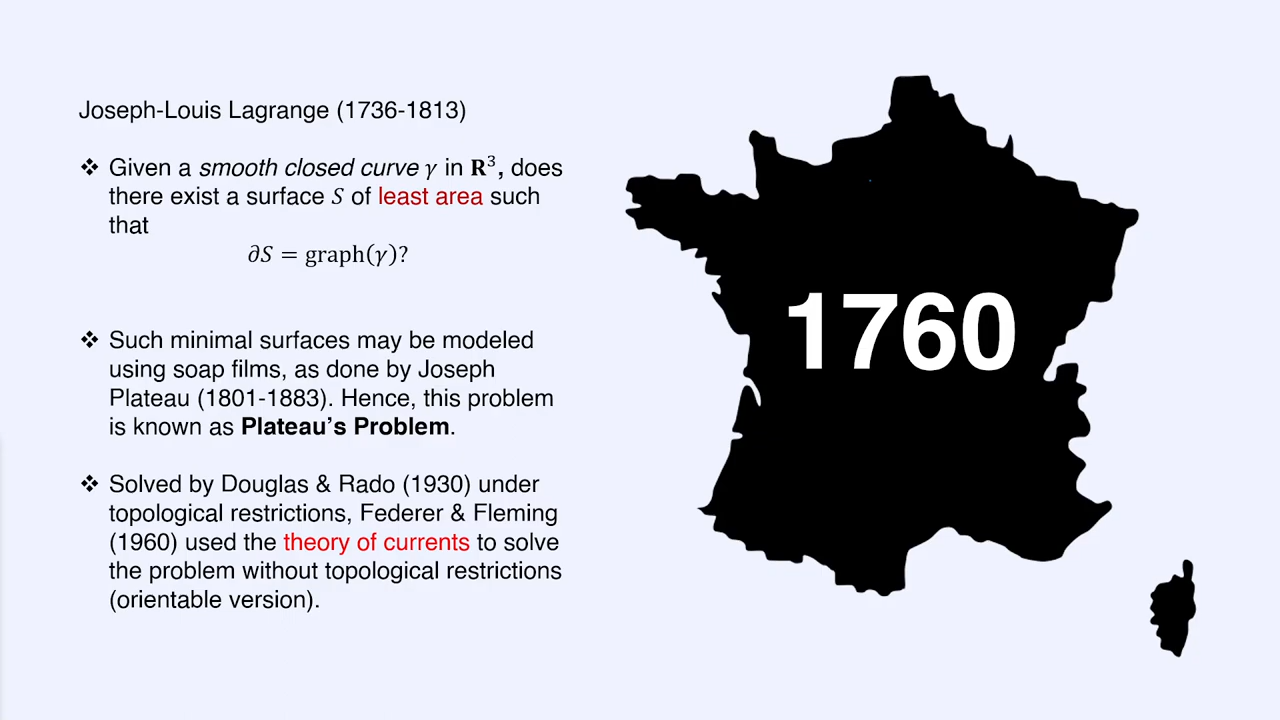 Joseph-Louis Lagrange (1736-1813)
❖ Given a smooth closed curve γ in R³, does
there exist a surface S of least area such
that
∂S = graph(γ)?
❖ Such minimal surfaces may be modeled
using soap films, as done by Joseph
Plateau (1801-1883). Hence, this problem
is known as Plateau's Problem.
❖ Solved by Douglas & Rado (1930) under
topological restrictions, Federer & Fleming
(1960) used the theory of currents to solve
the problem without topological restrictions
(orientable version).
1760